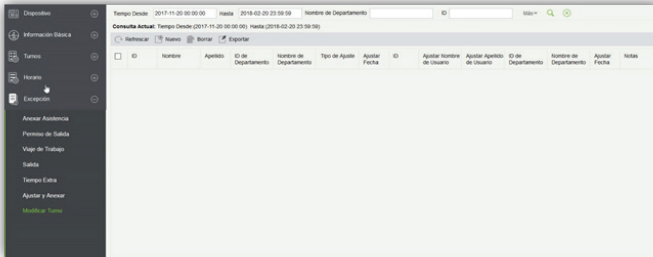 Dispositivo
Información Básica
Turnos
Horario
Excepción
Anexar Asistencia
Permiso de Salida
Viaje de Trabajo
Salida
Tiempo Extra
Ajustar y Anexar
Modificar Turno
Tiempo Desde 2017-11-20 00:00:00 Hasta 2018-02-20 23:59:59 Nombre de Departamento ID Más
Consulta Actual: Tiempo Desde:(2017-11-20 00:00:00) Hasta:(2018-02-20 23:59:59)
Refrescar Nuevo Borrar Exportar
ID Nombre Apellido ID de Departamento Nombre de Departamento Tipo de Ajuste Ajustar Fecha ID Ajustar Nombre de Usuario Ajustar Apellido de Usuario ID de Departamento Nombre de Departamento Ajustar Fecha Notas